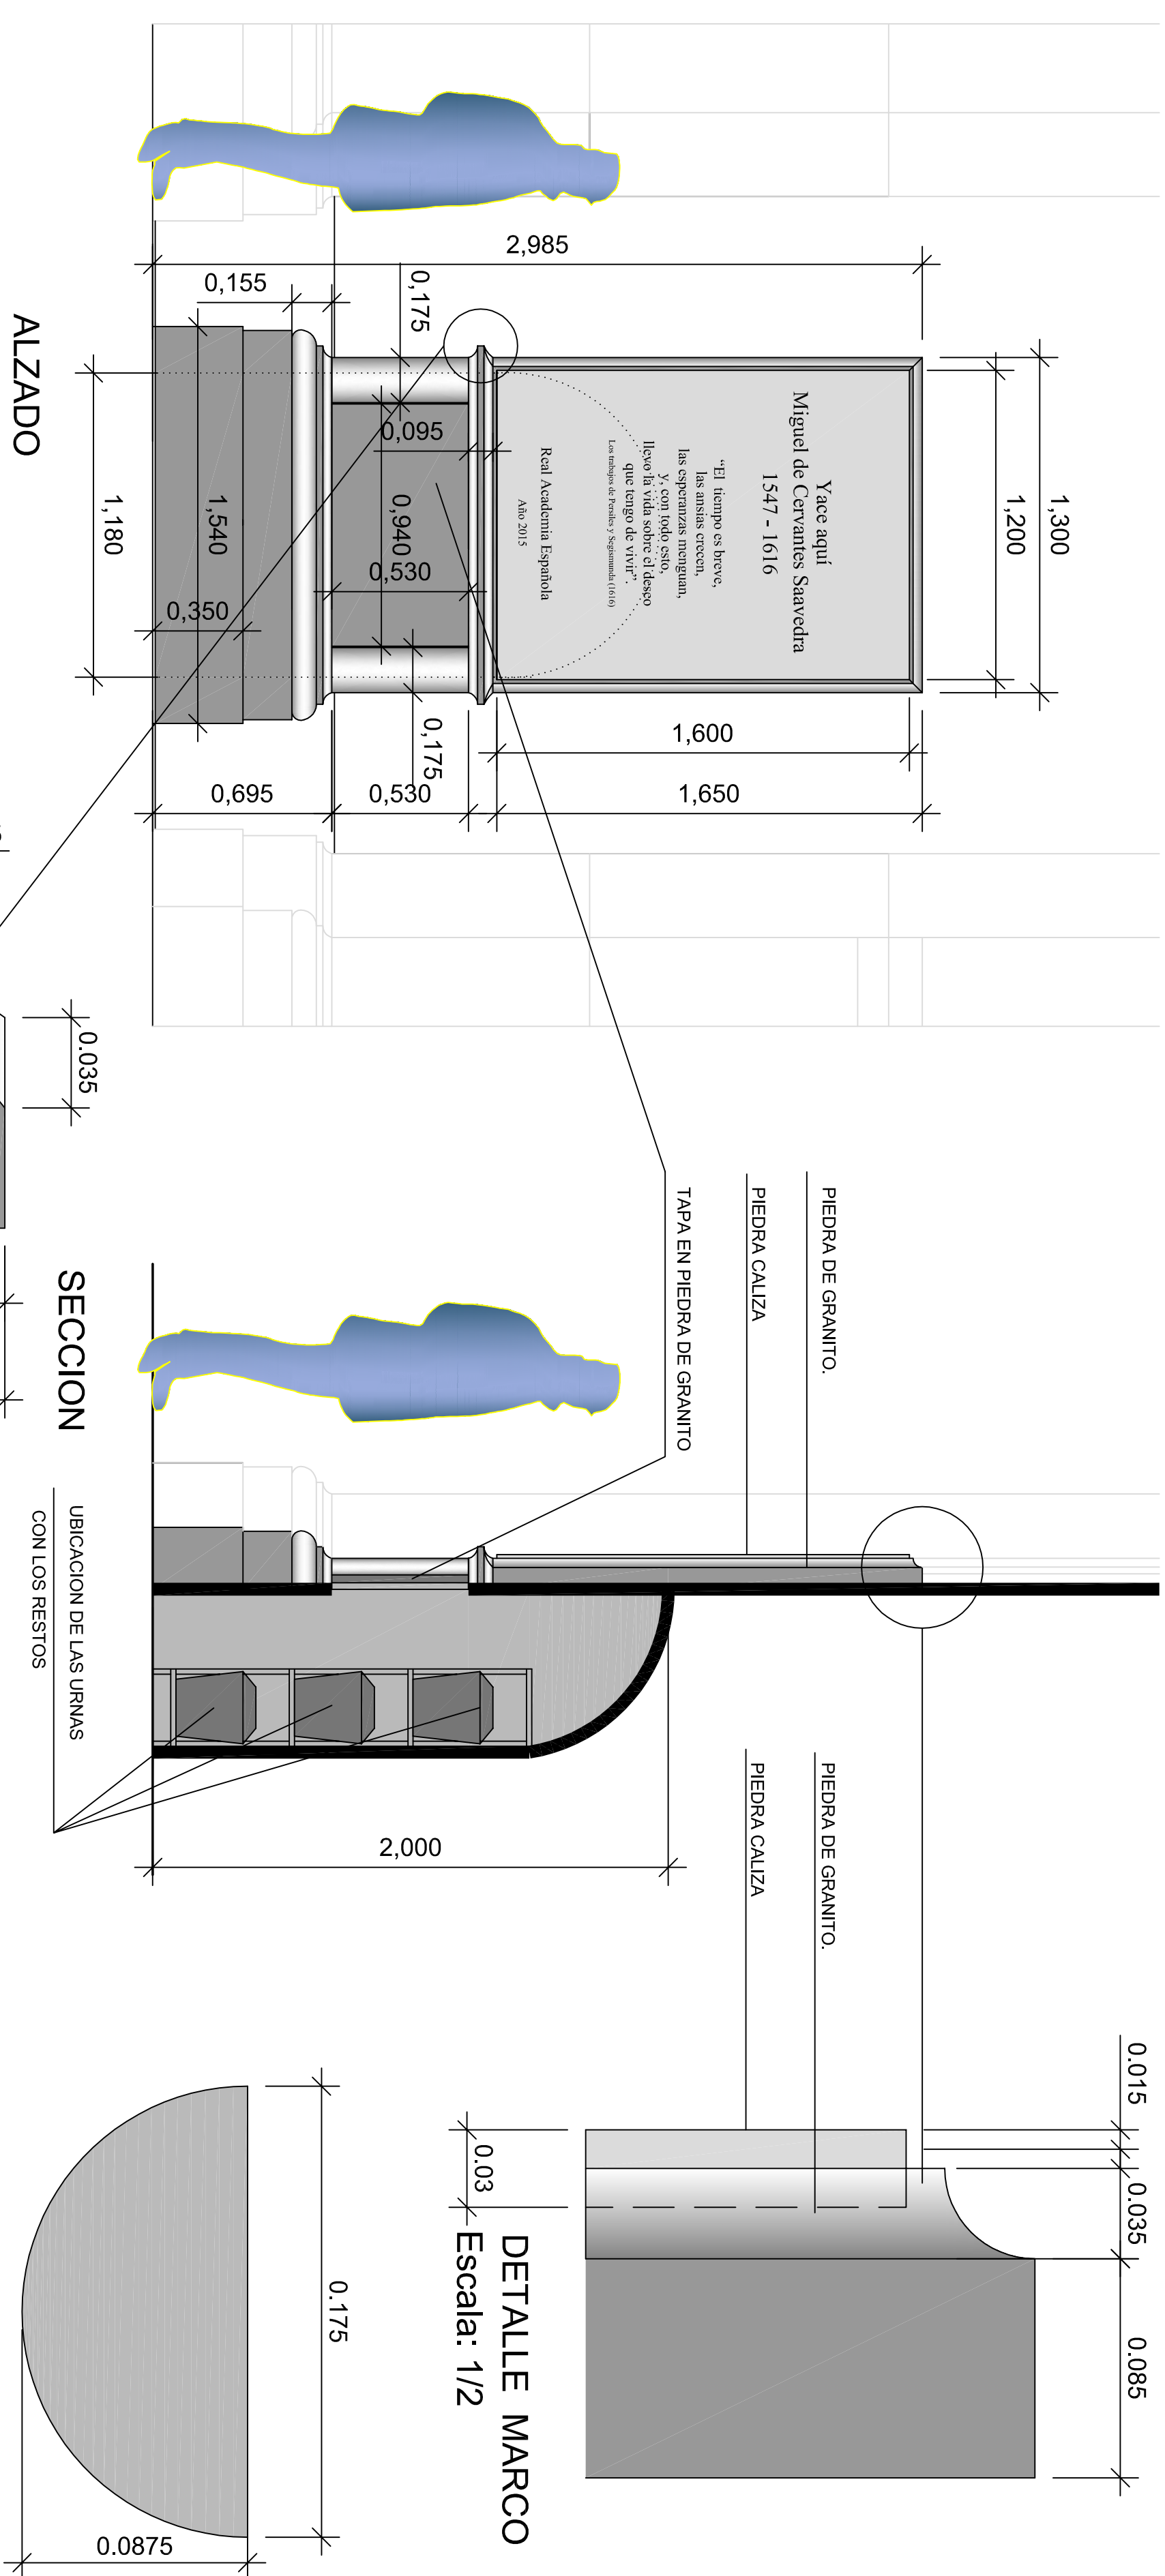 1,300
1,200
2,985
0,155
0,175
0,095
0,940
0,530
0,350
1,540
1,180
0,175
0,695
0,530
1,600
1,650
Yace aquí
Miguel de Cervantes Saavedra
1547 - 1616
“El tiempo es breve,
las ansias crecen,
las esperanzas menguan,
y, con todo esto,
llevo la vida sobre el deseo
que tengo de vivir”.
Los trabajos de Persiles y Segismunda (1616)
Real Academia Española
Año 2015
ALZADO
0.035
PIEDRA DE GRANITO.
PIEDRA CALIZA
TAPA EN PIEDRA DE GRANITO
SECCION
UBICACION DE LAS URNAS
CON LOS RESTOS
2,000
PIEDRA DE GRANITO.
PIEDRA CALIZA
0.015
0.035
0.085
0.03
DETALLE MARCO
Escala: 1/2
0.175
0.0875